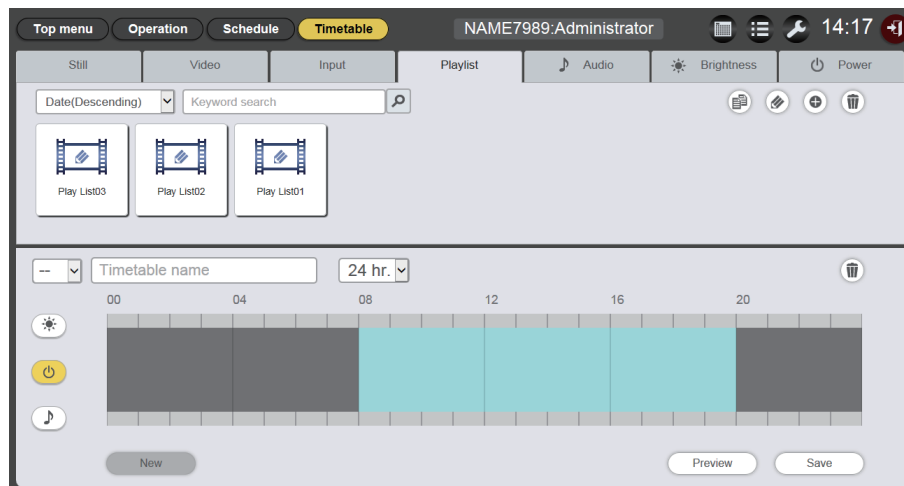 Top menu Operation Schedule Timetable NAME7989:Administrator 14:17
Still Video Input Playlist Audio Brightness Power
Date(Descending) Keyword search
Play List03 Play List02 Play List01
-- Timetable name 24 hr.
00 04 08 12 16 20
New Preview Save